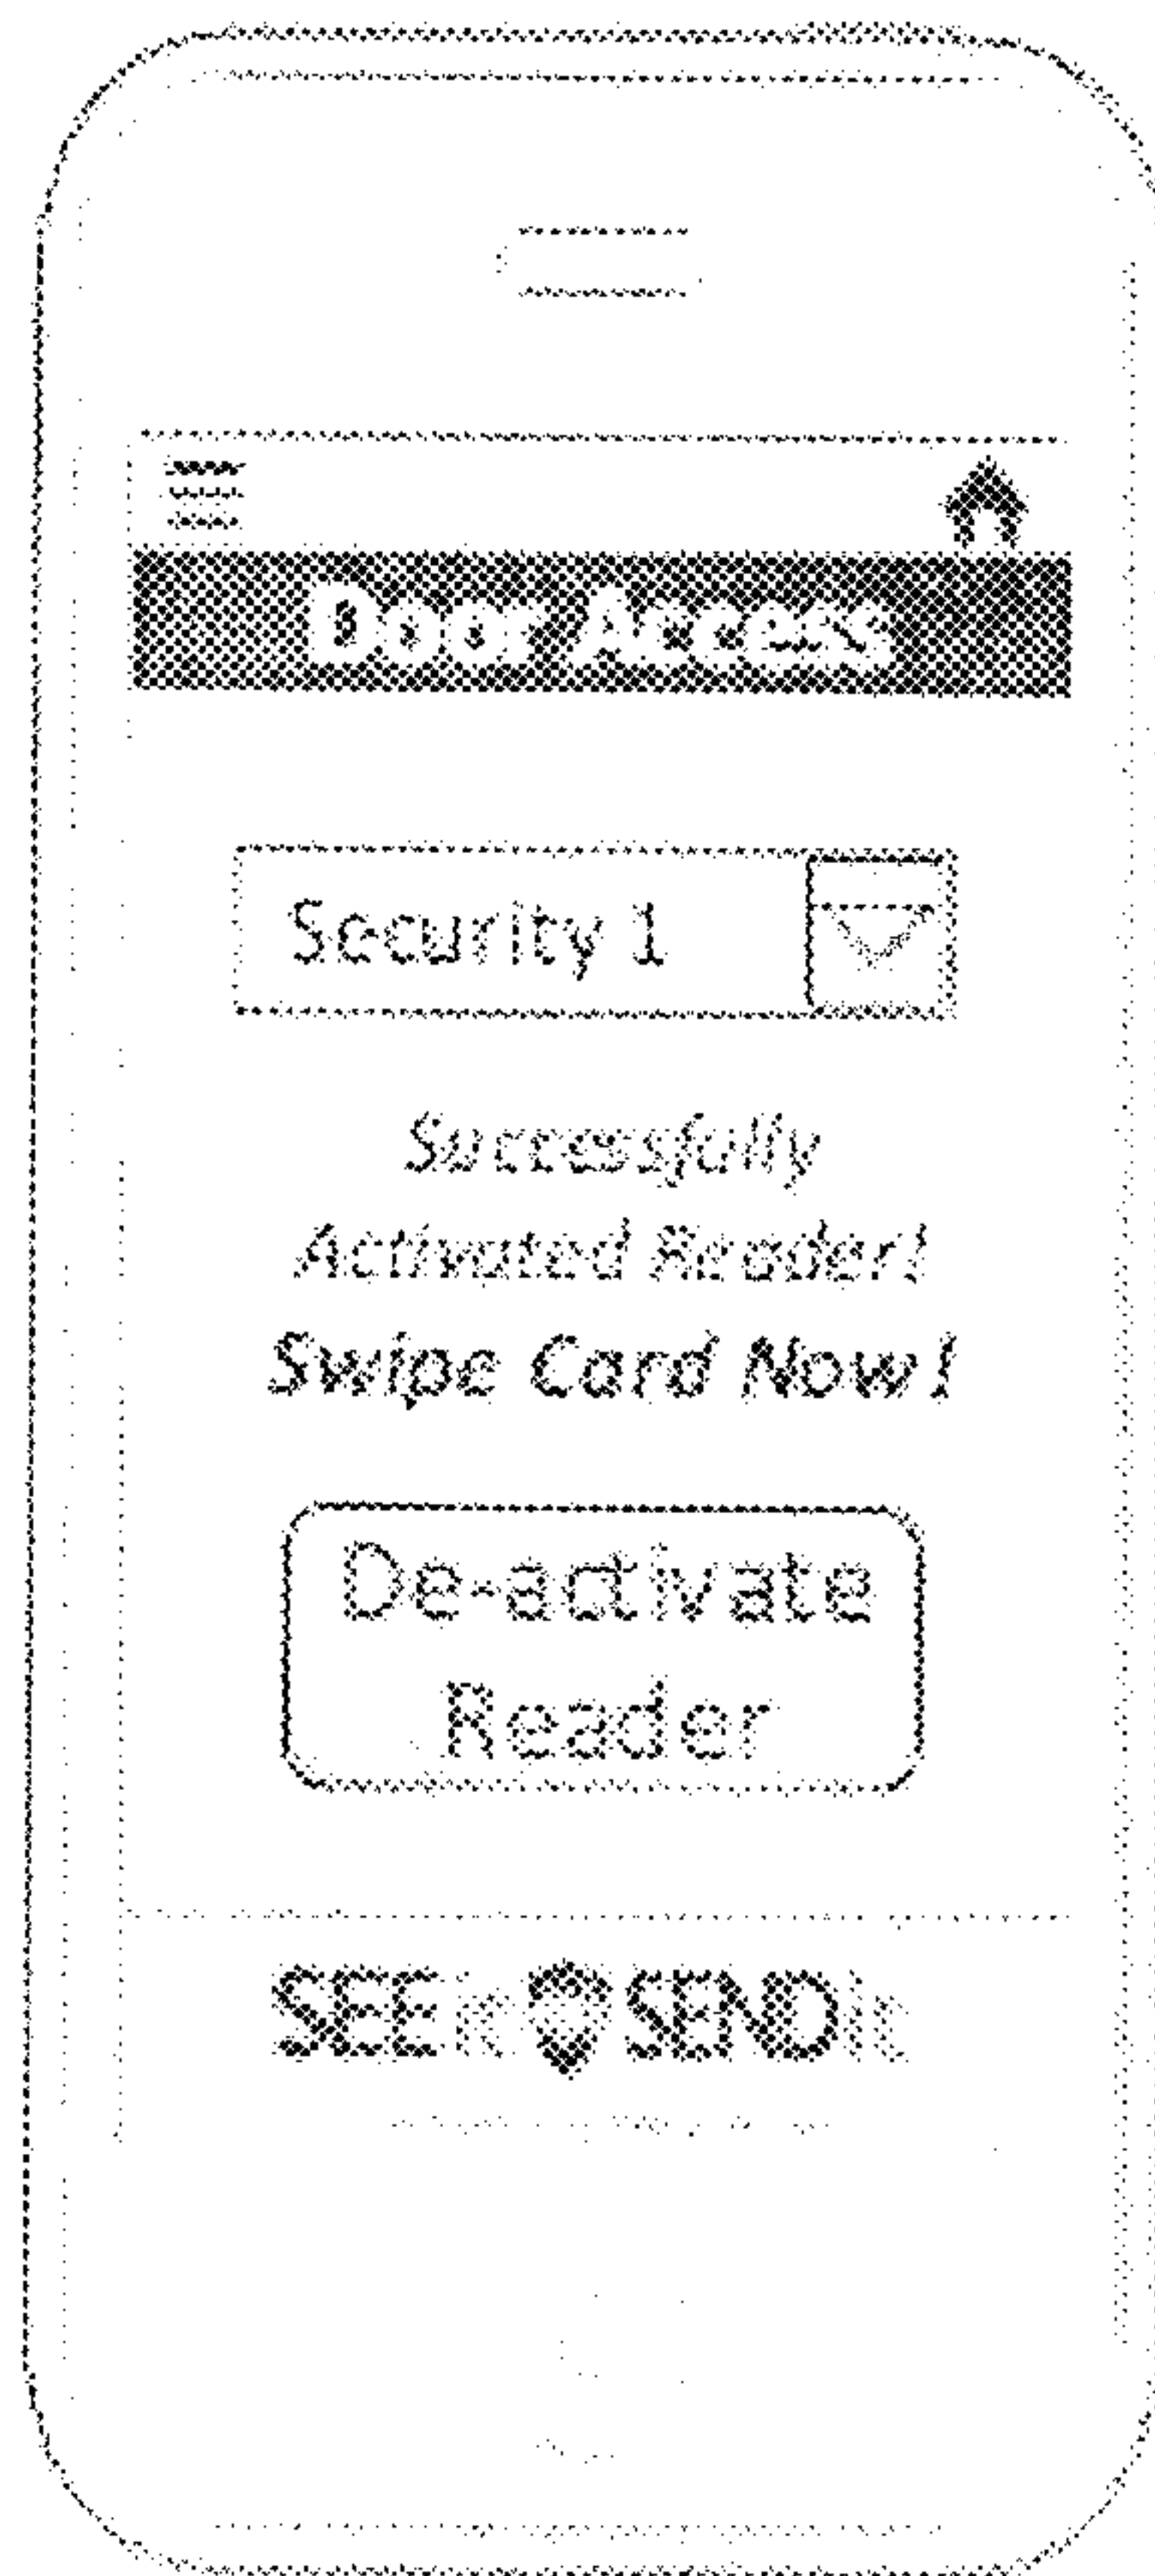 Door Access
Security 1
Successfully
Activated Reader!
Swipe Card Now!
De-activate
Reader
SEE it SEND it